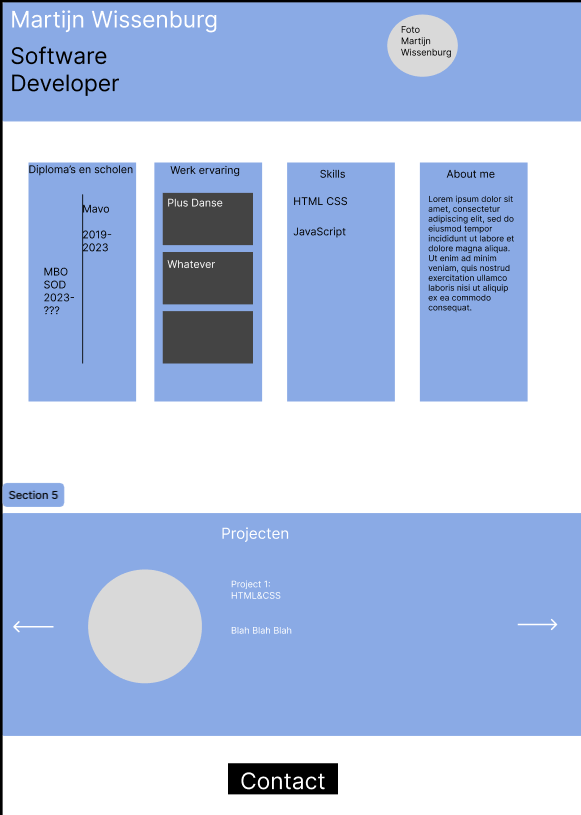 Martijn Wissenburg
Software
Developer
Foto
Martijn
Wissenburg
Diploma's en scholen
Mavo
2019-
2023
MBO
SOD
2023-
???
Werk ervaring
Plus Danse
Whatever
Skills
HTML CSS
JavaScript
About me
Lorem ipsum dolor sit
amet, consectetur
adipiscing elit, sed do
eiusmod tempor
incididunt ut labore et
dolore magna aliqua.
Ut enim ad minim
veniam, quis nostrud
exercitation ullamco
laboris nisi ut aliquip
ex ea commodo
consequat.
Section 5
Projecten
Project 1:
HTML&CSS
Blah Blah Blah
Contact